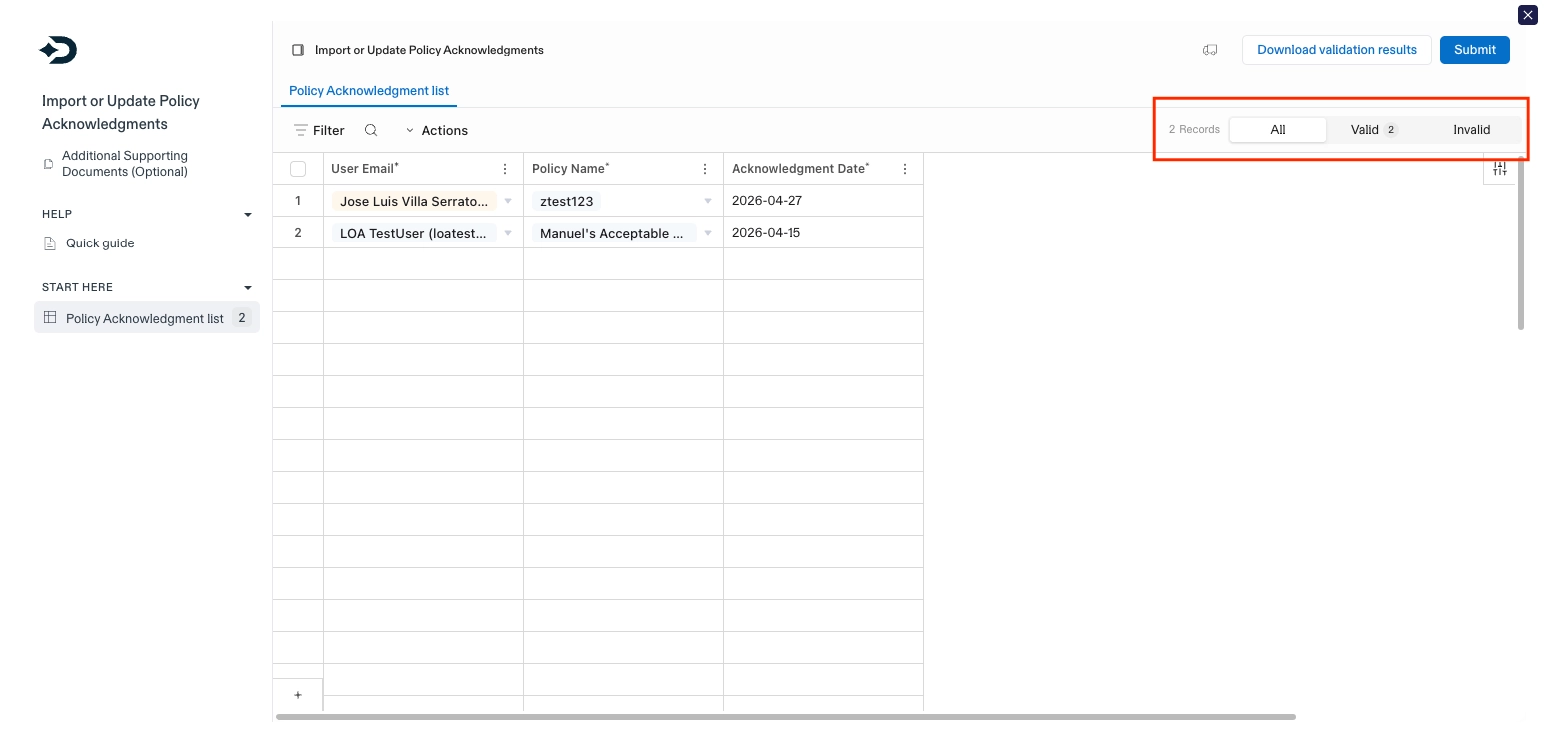 Import or Update Policy
Acknowledgments
Additional Supporting
Documents (Optional)
HELP
Quick guide
START HERE
Policy Acknowledgment list 2
Import or Update Policy Acknowledgments
Download validation results
Submit
Policy Acknowledgment list
Filter
Actions
2 Records
All
Valid 2
Invalid
User Email* Policy Name* Acknowledgment Date*
1 Jose Luis Villa Serrato... ztest123 2026-04-27
2 LOA TestUser (loatest... Manuel's Acceptable ... 2026-04-15
+